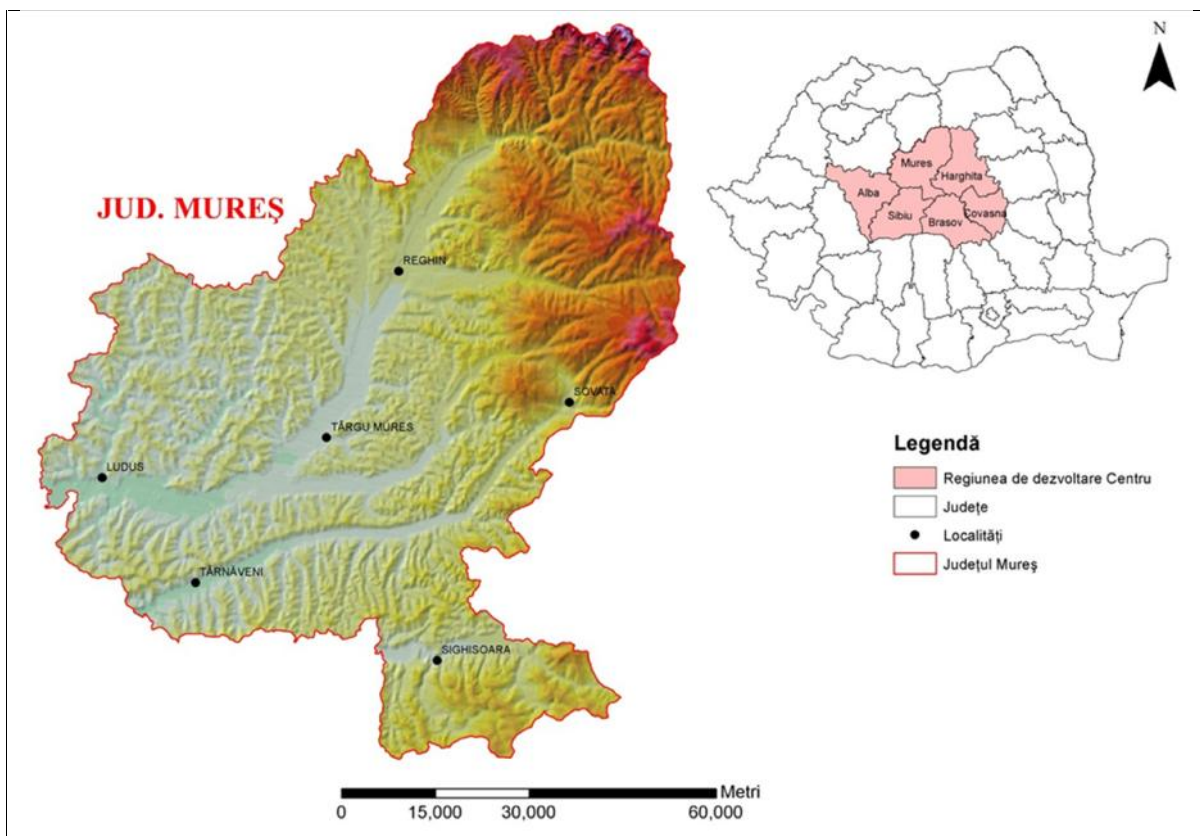 JUD. MUREŞ
REGHIN
SOVATA
TÂRGU MURES
LUDUS
TÂRNĂVENI
SIGHISOARA
N
Mures
Harghita
Alba
Sibiu
Brasov
Covasna
Legendă
Regiunea de dezvoltare Centru
Județe
Localități
Județul Mureş
Metri
0 15,000 30,000 60,000